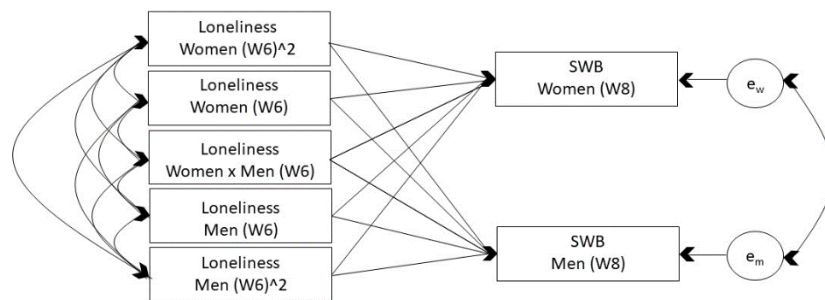 Loneliness
Women (W6)^2
Loneliness
Women (W6)
Loneliness
Women x Men (W6)
Loneliness
Men (W6)
Loneliness
Men (W6)^2
SWB
Women (W8)
e_w
SWB
Men (W8)
e_m